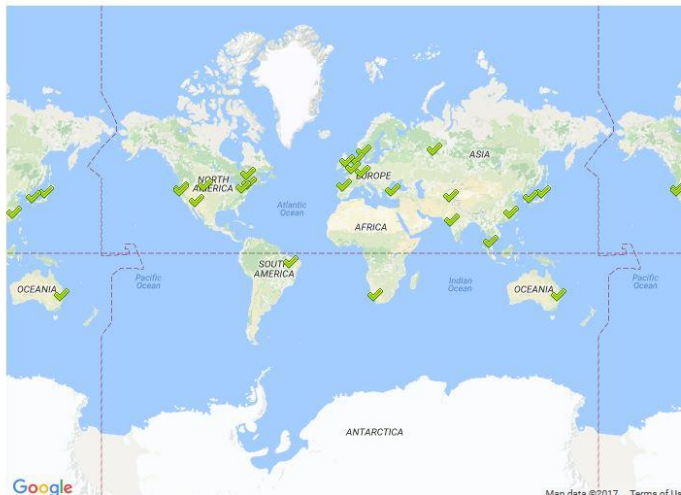 ASIA
NORTH
AMERICA
EUROPE
Atlantic
Ocean
AFRICA
SOUTH
AMERICA
OCEANIA
Pacific
Ocean
Indian
Ocean
OCEANIA
Pacific
Ocean
ANTARCTICA
Google
Map data ©2017 Terms of Us